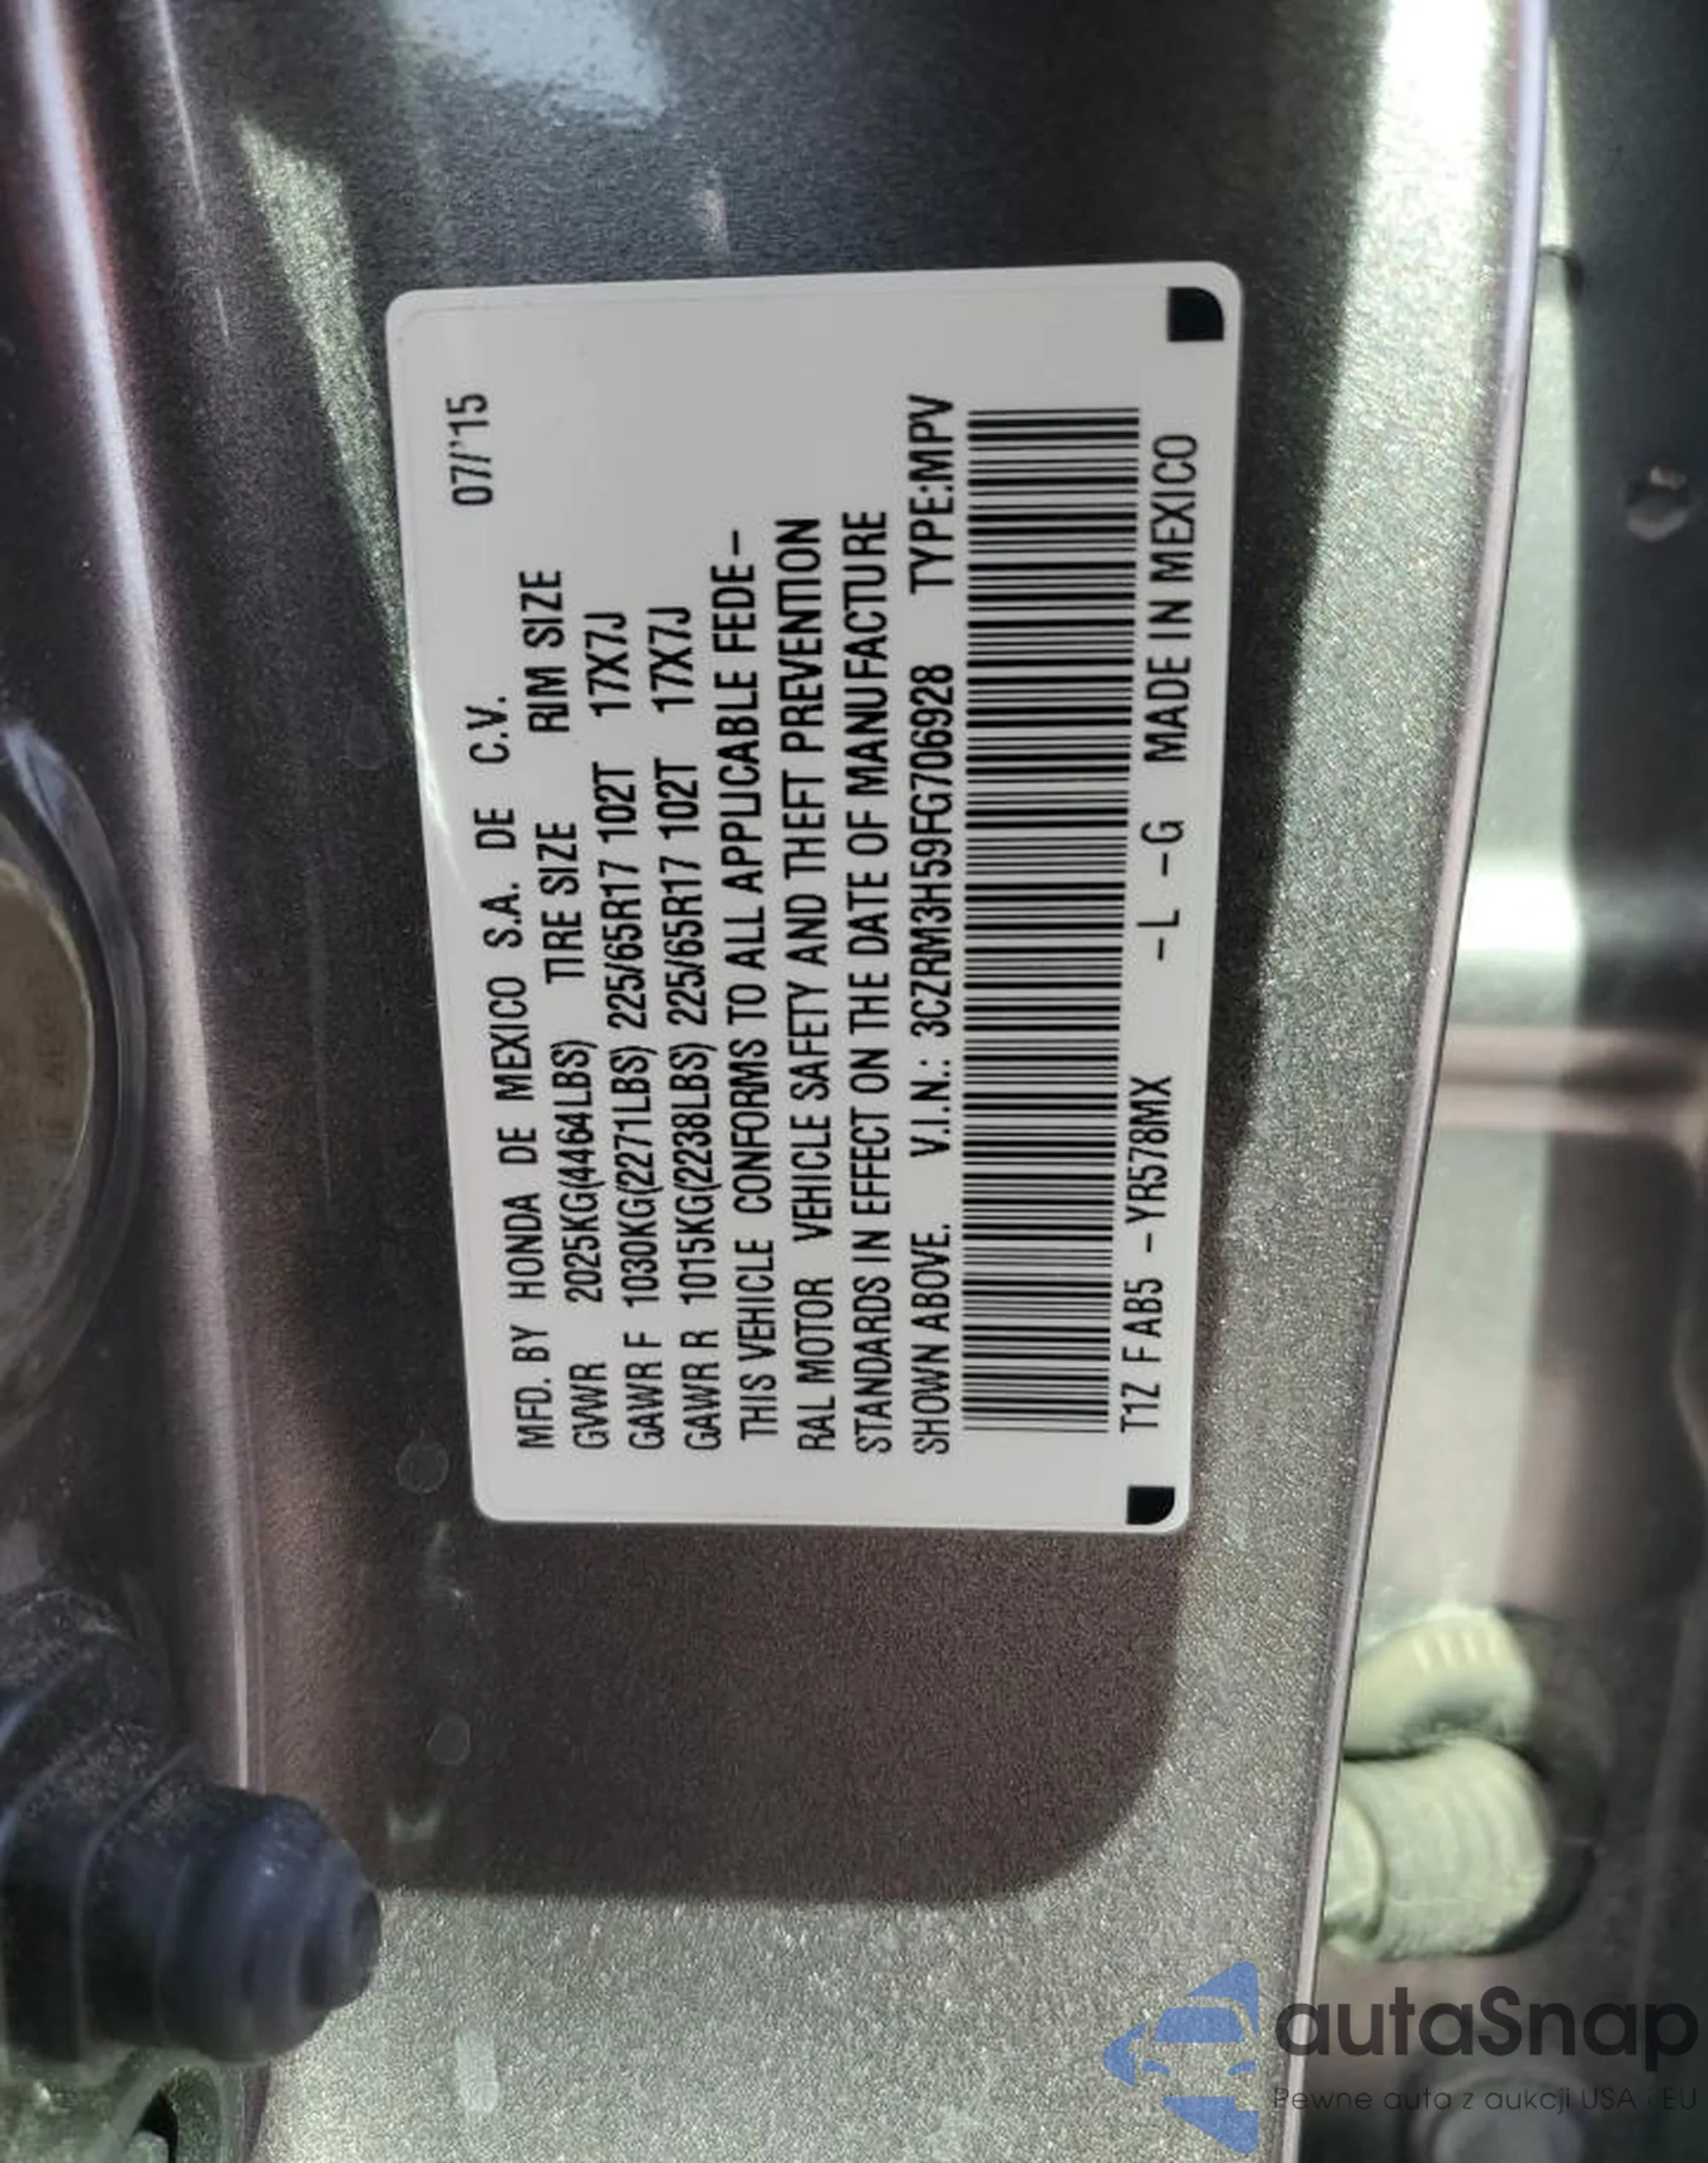 07/'15
MFD. BY HONDA DE MEXICO S.A. DE C.V.
GVWR 2025KG(4464LBS) TIRE SIZE RIM SIZE
GAWR F 1030KG(2271LBS) 225/65R17 102T 17X7J
GAWR R 1015KG(2238LBS) 225/65R17 102T 17X7J
THIS VEHICLE CONFORMS TO ALL APPLICABLE FEDE-
RAL MOTOR VEHICLE SAFETY AND THEFT PREVENTION
STANDARDS IN EFFECT ON THE DATE OF MANUFACTURE
SHOWN ABOVE. V.I.N.: 3CZRM3H59FG706928 TYPE:MPV
T1Z F AB5 -YR578MX -L -G MADE IN MEXICO
autaSnap
Pewne auta z aukcji USA i EU